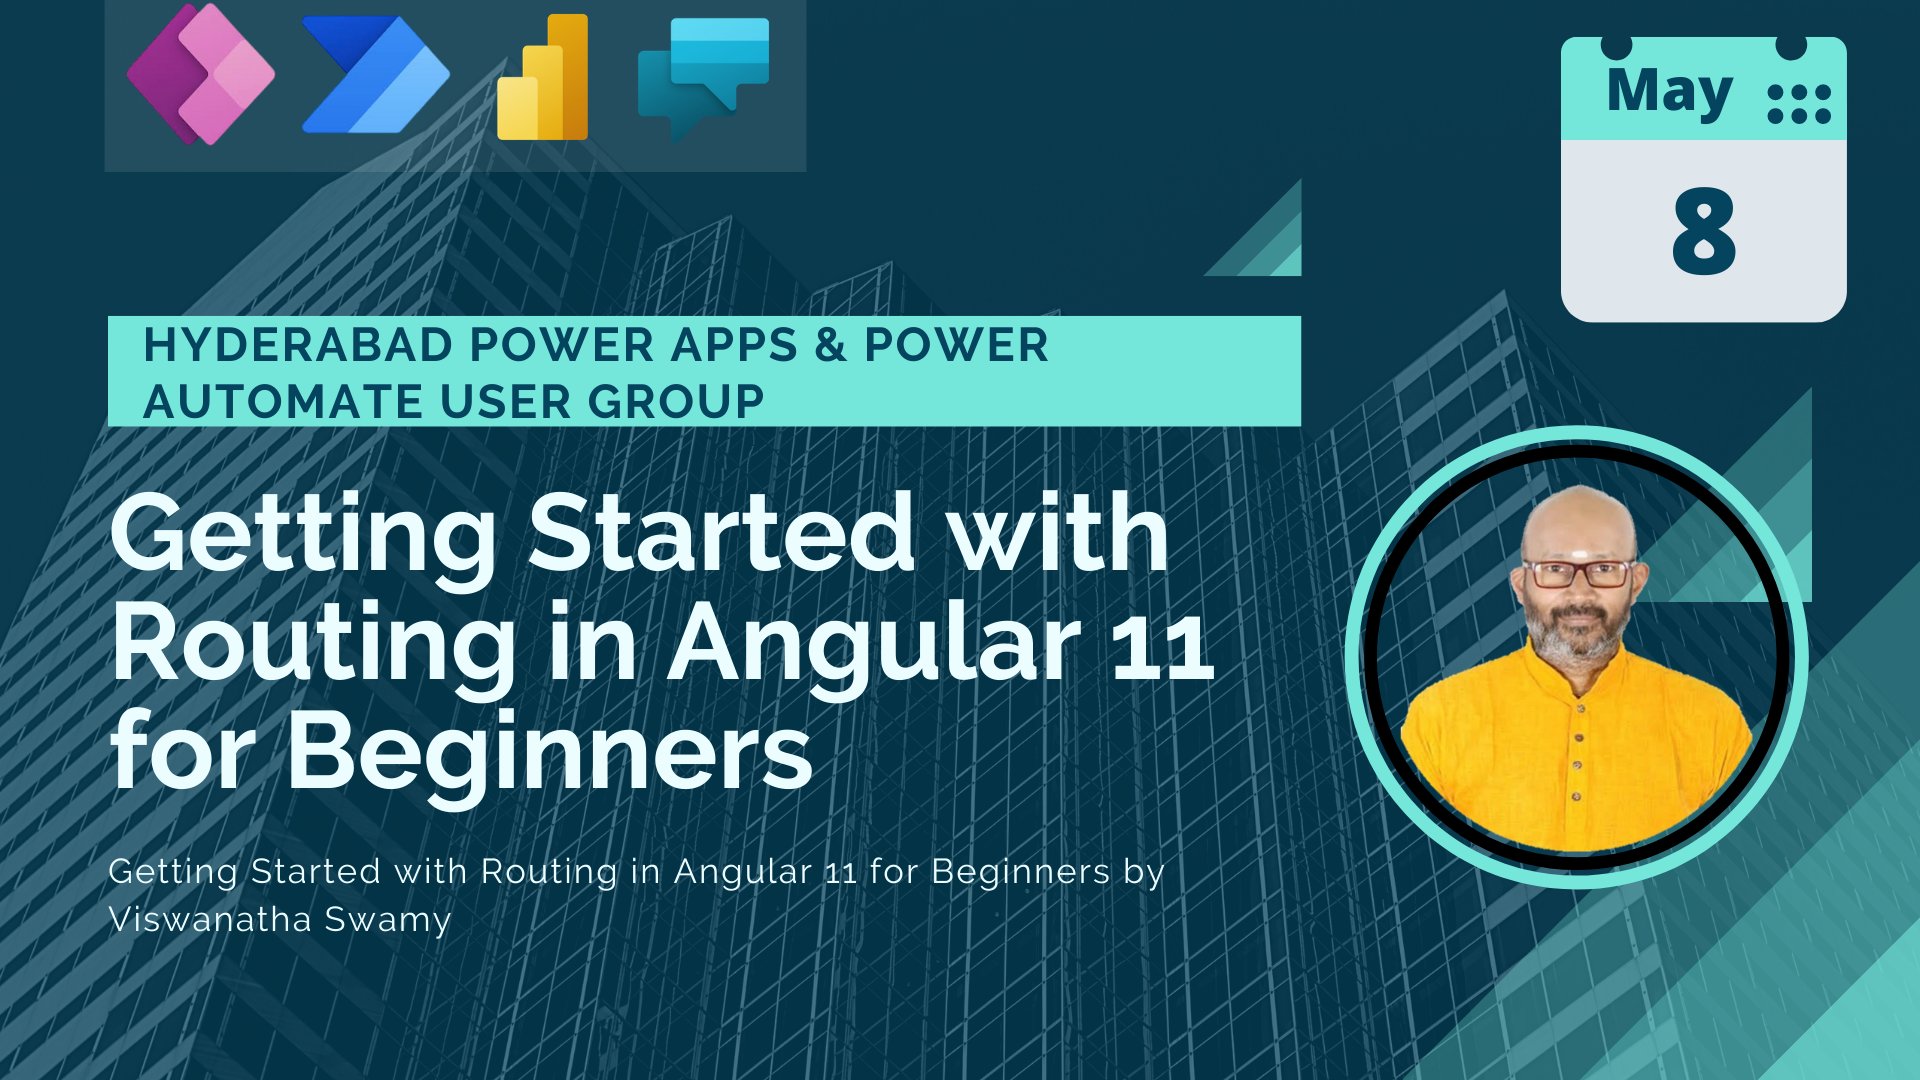 May
8
HYDERABAD POWER APPS & POWER
AUTOMATE USER GROUP
Getting Started with
Routing in Angular 11
for Beginners
Getting Started with Routing in Angular 11 for Beginners by
Viswanatha Swamy